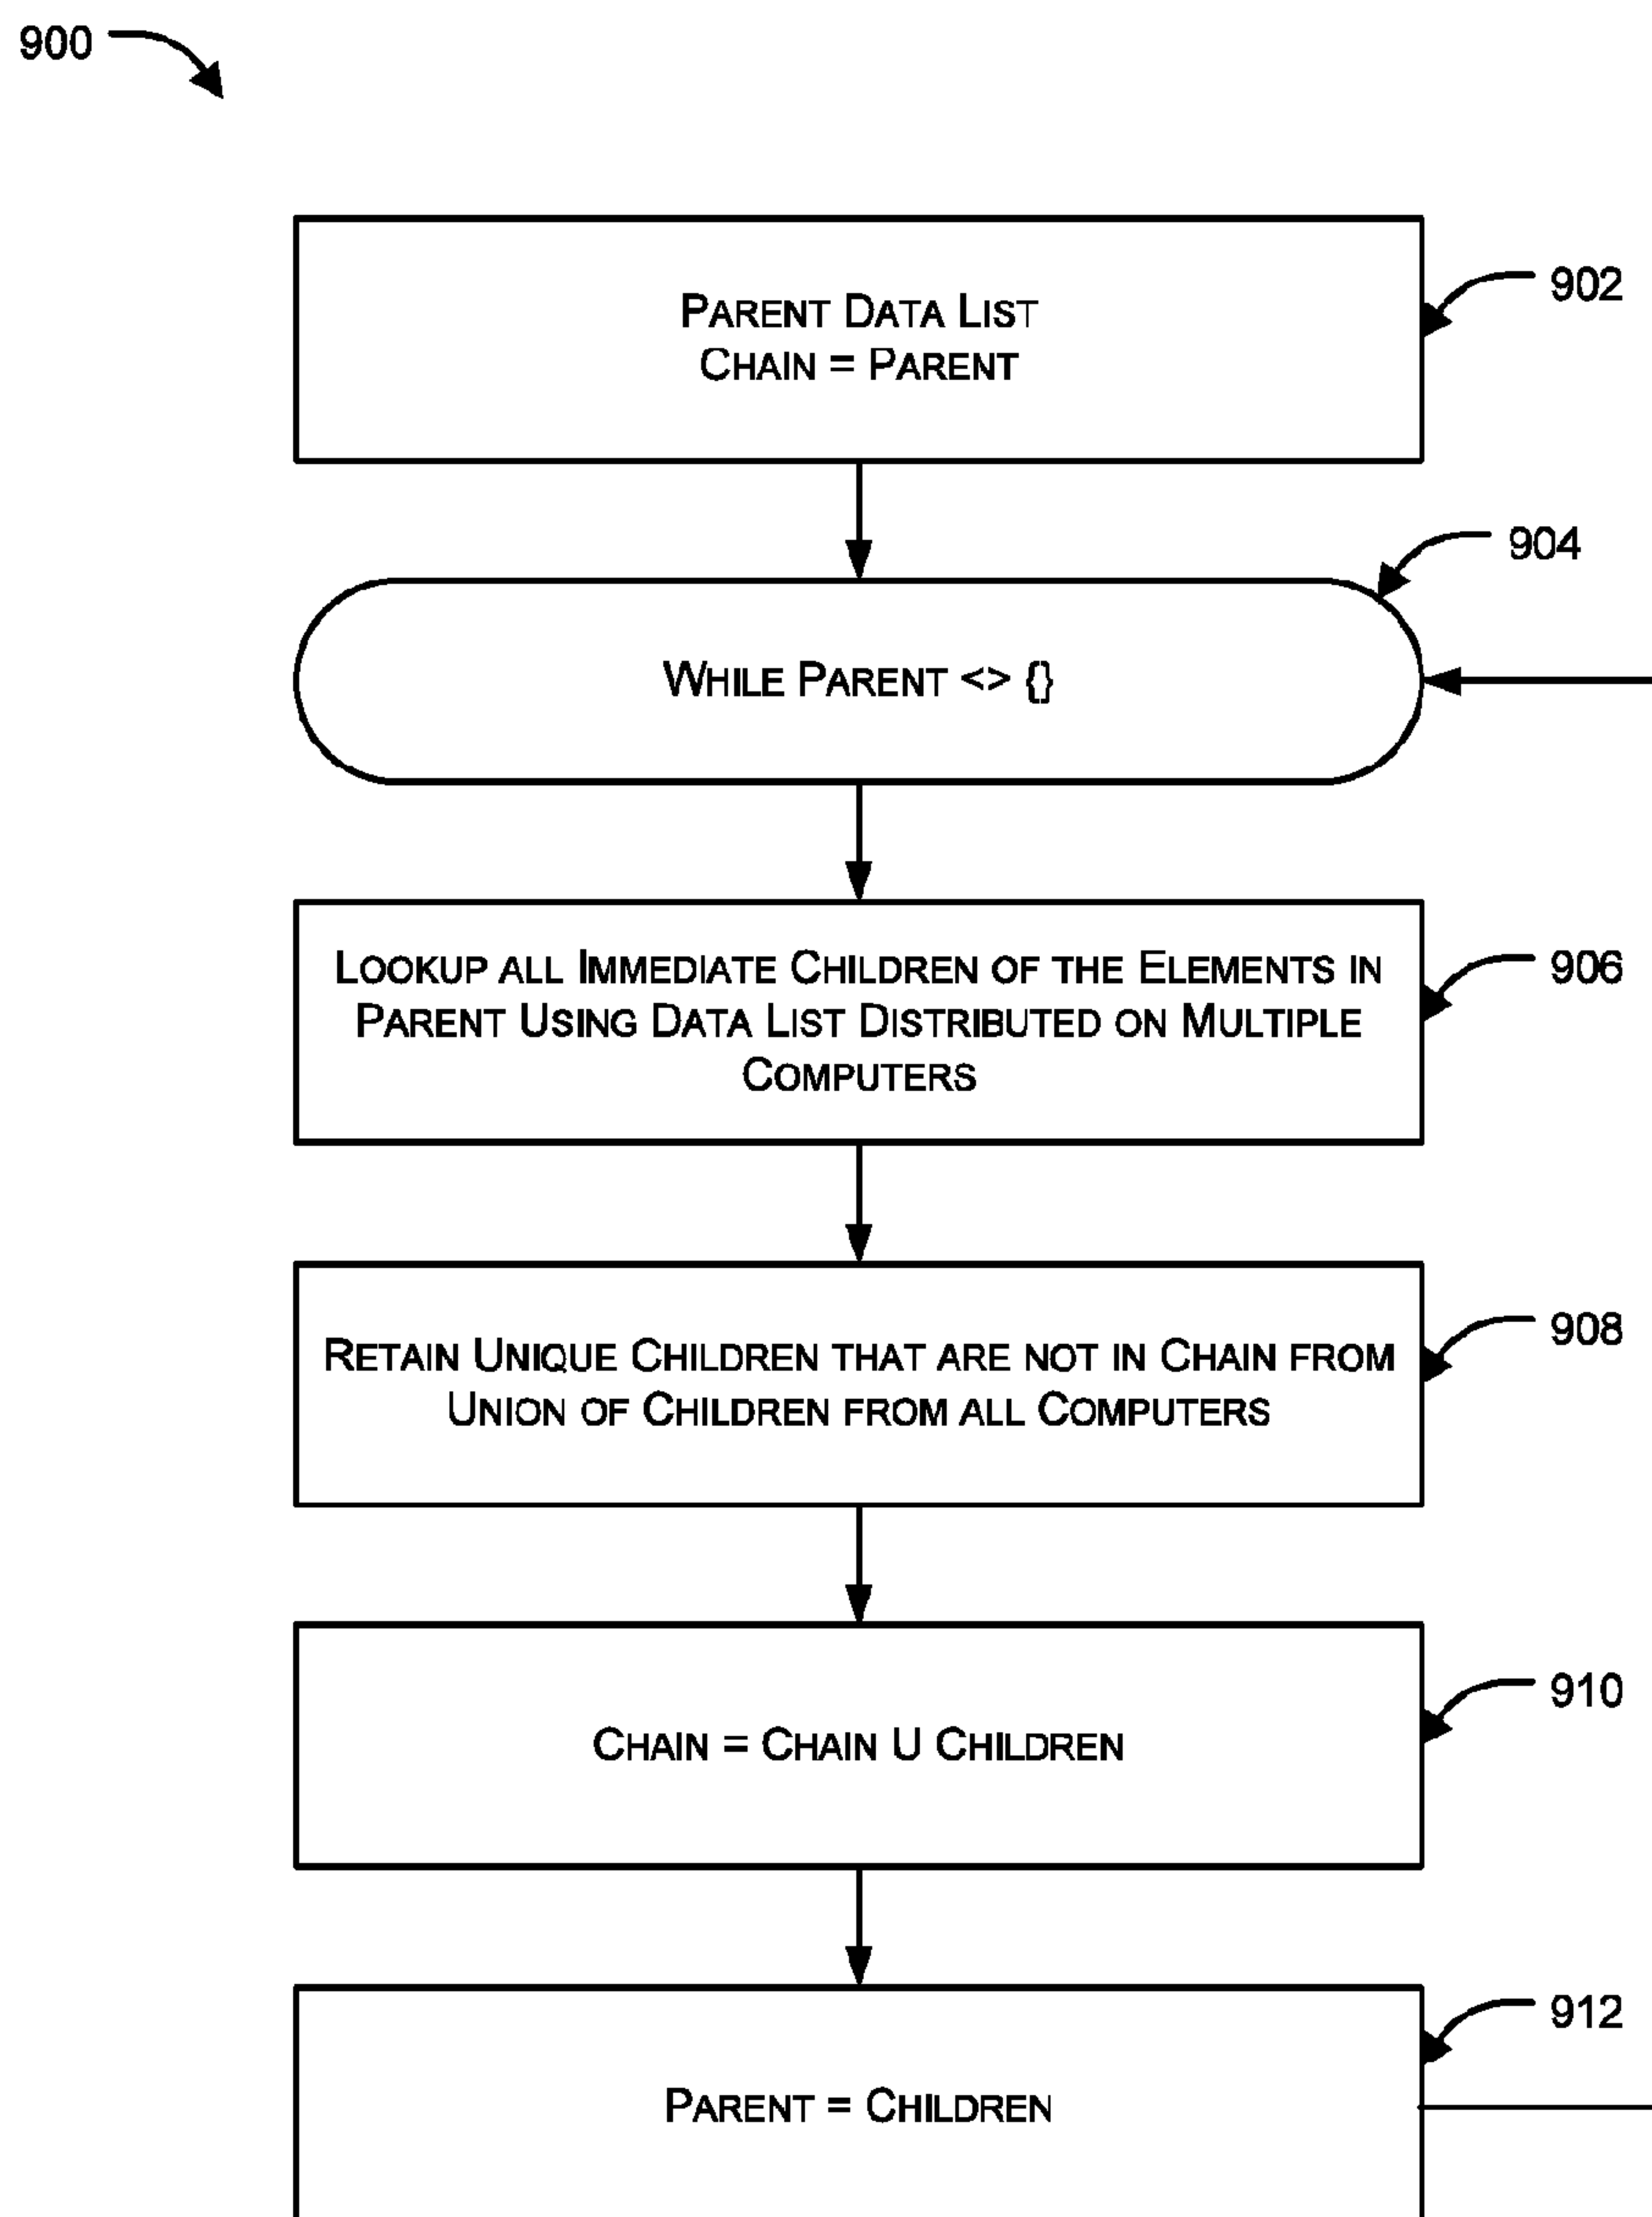 900
PARENT DATA LIST
CHAIN = PARENT
902
904
WHILE PARENT <> {}
LOOKUP ALL IMMEDIATE CHILDREN OF THE ELEMENTS IN
PARENT USING DATA LIST DISTRIBUTED ON MULTIPLE
COMPUTERS
906
RETAIN UNIQUE CHILDREN THAT ARE NOT IN CHAIN FROM
UNION OF CHILDREN FROM ALL COMPUTERS
908
CHAIN = CHAIN U CHILDREN
910
912
PARENT = CHILDREN